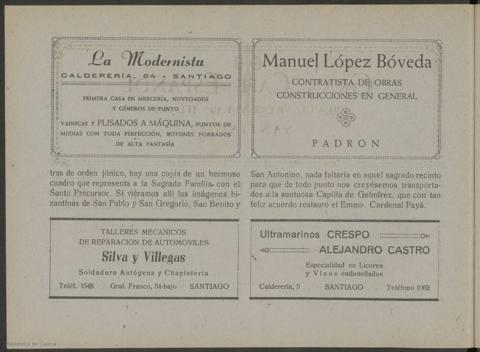 La Modernista
CALDERERÍA, 64 - SANTIAGO
PRIMERA CASA EN MERCERÍA, NOVEDADES
Y GÉNEROS DE PUNTO
VAINICAS Y PLISADOS A MÁQUINA, PUNTOS DE
MEDIAS CON TODA PERFECCIÓN, BOTONES FORRADOS
DE ALTA FANTASÍA
Manuel López Bóveda
CONTRATISTA DE OBRAS
CONSTRUCCIONES EN GENERAL
PADRON
tras de orden jónico, hay una copia de un hermoso
cuadro que representa a la Sagrada Familia con el
Santo Precursor. Si viéramos allí las imágenes bi-
zantinas de San Pablo y San Gregorio, San Benito y
San Antonino, nada faltaría en aquel sagrado recinto
para que de todo punto nos creyésemos transporta-
dos a la suntuosa Capilla de Gelmírez, que con tan
feliz acuerdo restauró el Emmo. Cardenal Payá.
TALLERES MECANICOS
DE REPARACION DE AUTOMOVILES
Silva y Villegas
Soldadura Autógena y Chapistería
Teléf. 1548 Gral. Franco, 54-bajo SANTIAGO
Ultramarinos CRESPO
ALEJANDRO CASTRO
Especialidad en Licores
y Vinos embotellados
Calderería, 5 SANTIAGO Teléfono 1902
Biblioteca de Galicia